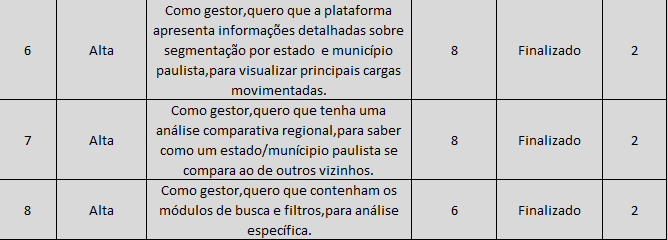 Como gestor,quero que a plataforma
apresenta informações detalhadas sobre
6 Alta segmentação por estado e município 8 Finalizado 2
paulista,para visualizar principais cargas
movimentadas.
Como gestor,quero que tenha uma
análise comparativa regional,para saber
7 Alta como um estado/munícipio paulista se 8 Finalizado 2
compara ao de outros vizinhos.
Como gestor,quero que contenham os
8 Alta módulos de busca e filtros,para análise 6 Finalizado 2
específica.